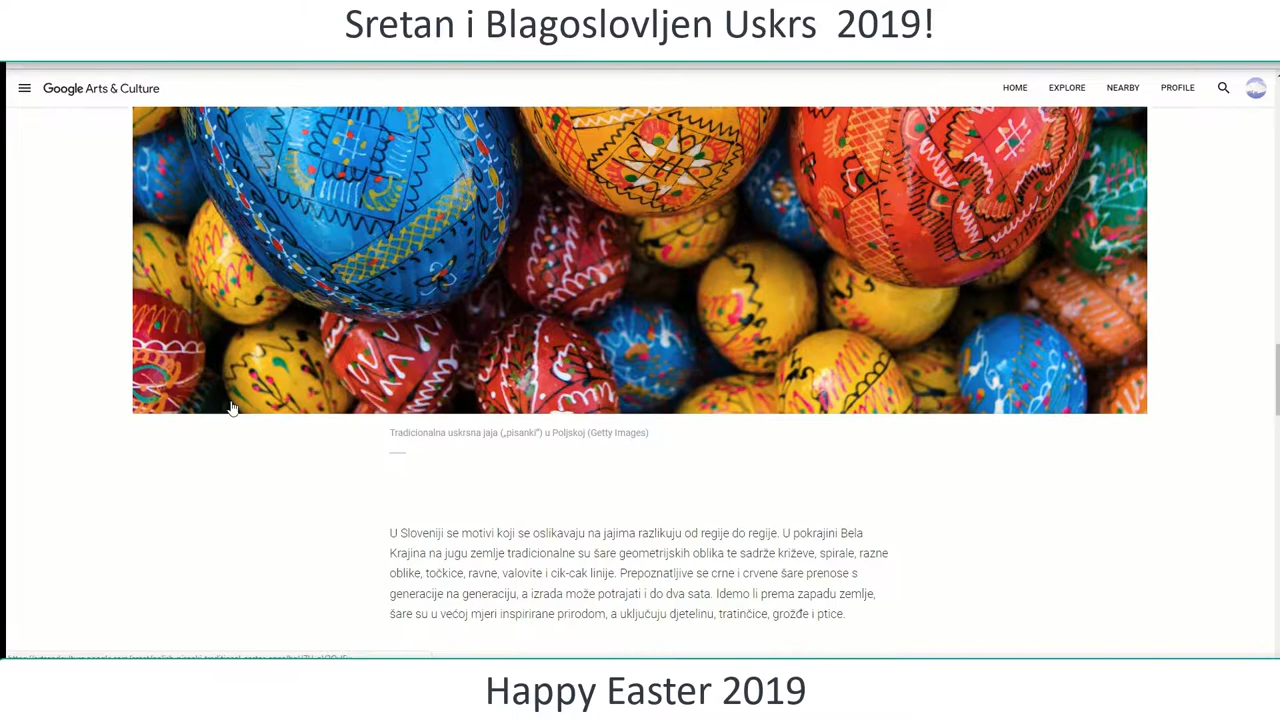 Sretan i Blagoslovljen Uskrs 2019!
Google Arts & Culture
HOME EXPLORE NEARBY PROFILE
Tradicionalna uskrsna jaja („pisanki”) u Poljskoj (Getty Images)
U Sloveniji se motivi koji se oslikavaju na jajima razlikuju od regije do regije. U pokrajini Bela
Krajina na jugu zemlje tradicionalne su šare geometrijskih oblika te sadrže križeve, spirale, razne
oblike, točkice, ravne, valovite i cik-cak linije. Prepoznatljive se crne i crvene šare prenose s
generacije na generaciju, a izrada može potrajati i do dva sata. Idemo li prema zapadu zemlje,
šare su u većoj mjeri inspirirane prirodom, a uključuju djetelinu, tratinčice, grožđe i ptice.
Happy Easter 2019